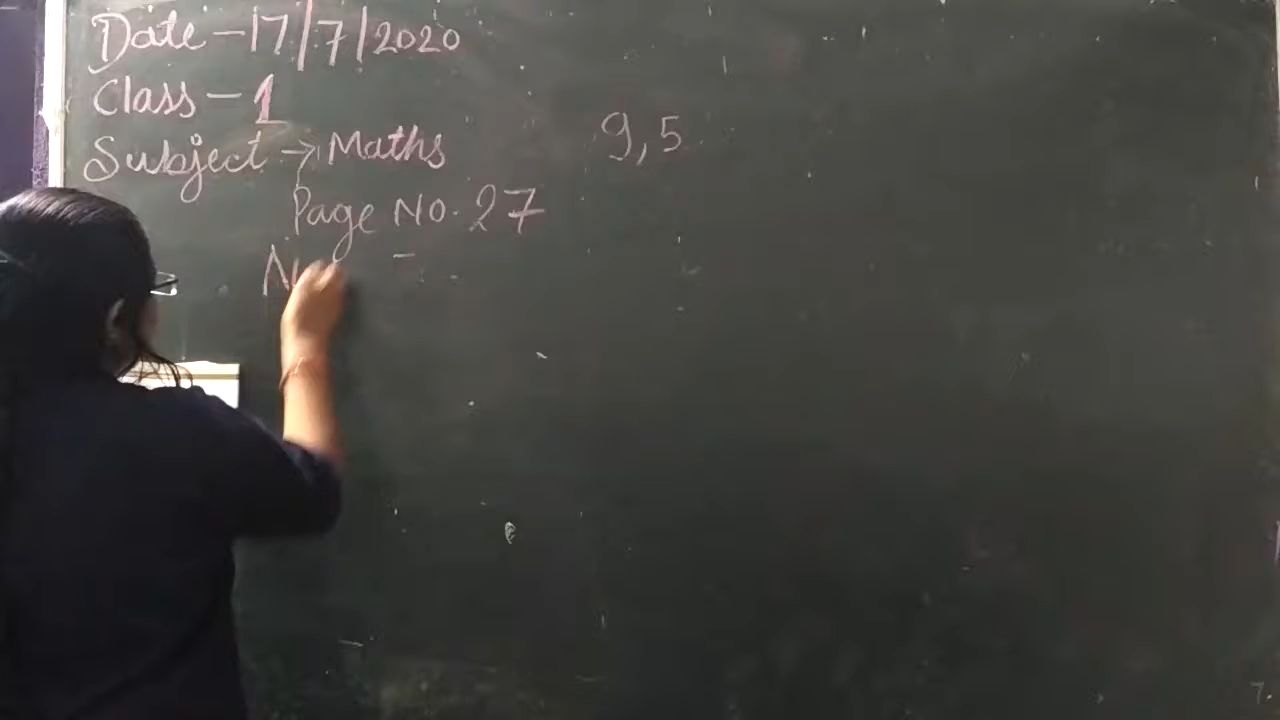 Date - 17/7/2020
Class - 1
Subject → Maths
9,5
Page No. 27